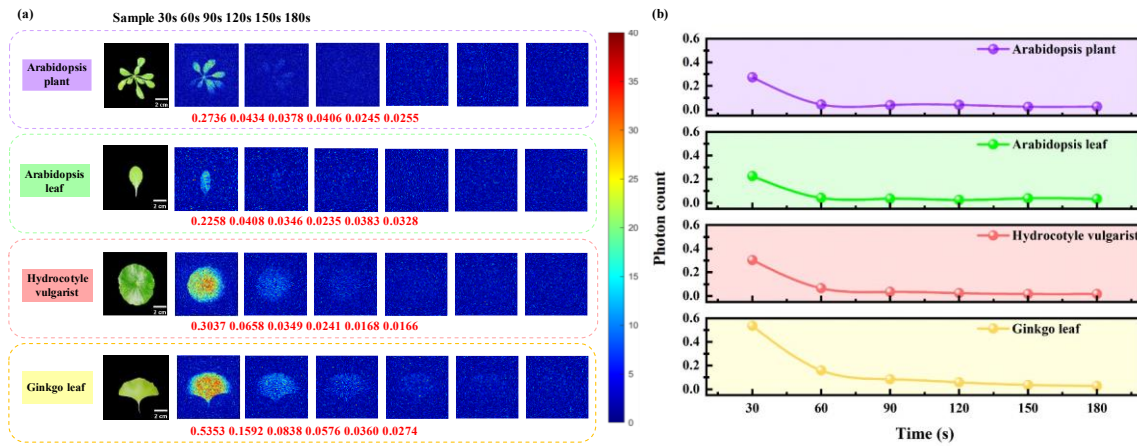 (a)
Sample 30s 60s 90s 120s 150s 180s
Arabidopsis
plant
2 cm
0.2736 0.0434 0.0378 0.0406 0.0245 0.0255
Arabidopsis
leaf
2 cm
0.2258 0.0408 0.0346 0.0235 0.0383 0.0328
Hydrocotyle
vulgarist
2 cm
0.3037 0.0658 0.0349 0.0241 0.0168 0.0166
Ginkgo leaf
2 cm
0.5353 0.1592 0.0838 0.0576 0.0360 0.0274
40
35
30
25
20
15
10
5
0
(b)
Photon count
0.6
0.4
0.2
0.0
Arabidopsis plant
0.6
0.4
0.2
0.0
Arabidopsis leaf
0.6
0.4
0.2
0.0
Hydrocotyle vulgarist
0.6
0.4
0.2
0.0
Ginkgo leaf
30 60 90 120 150 180
Time (s)